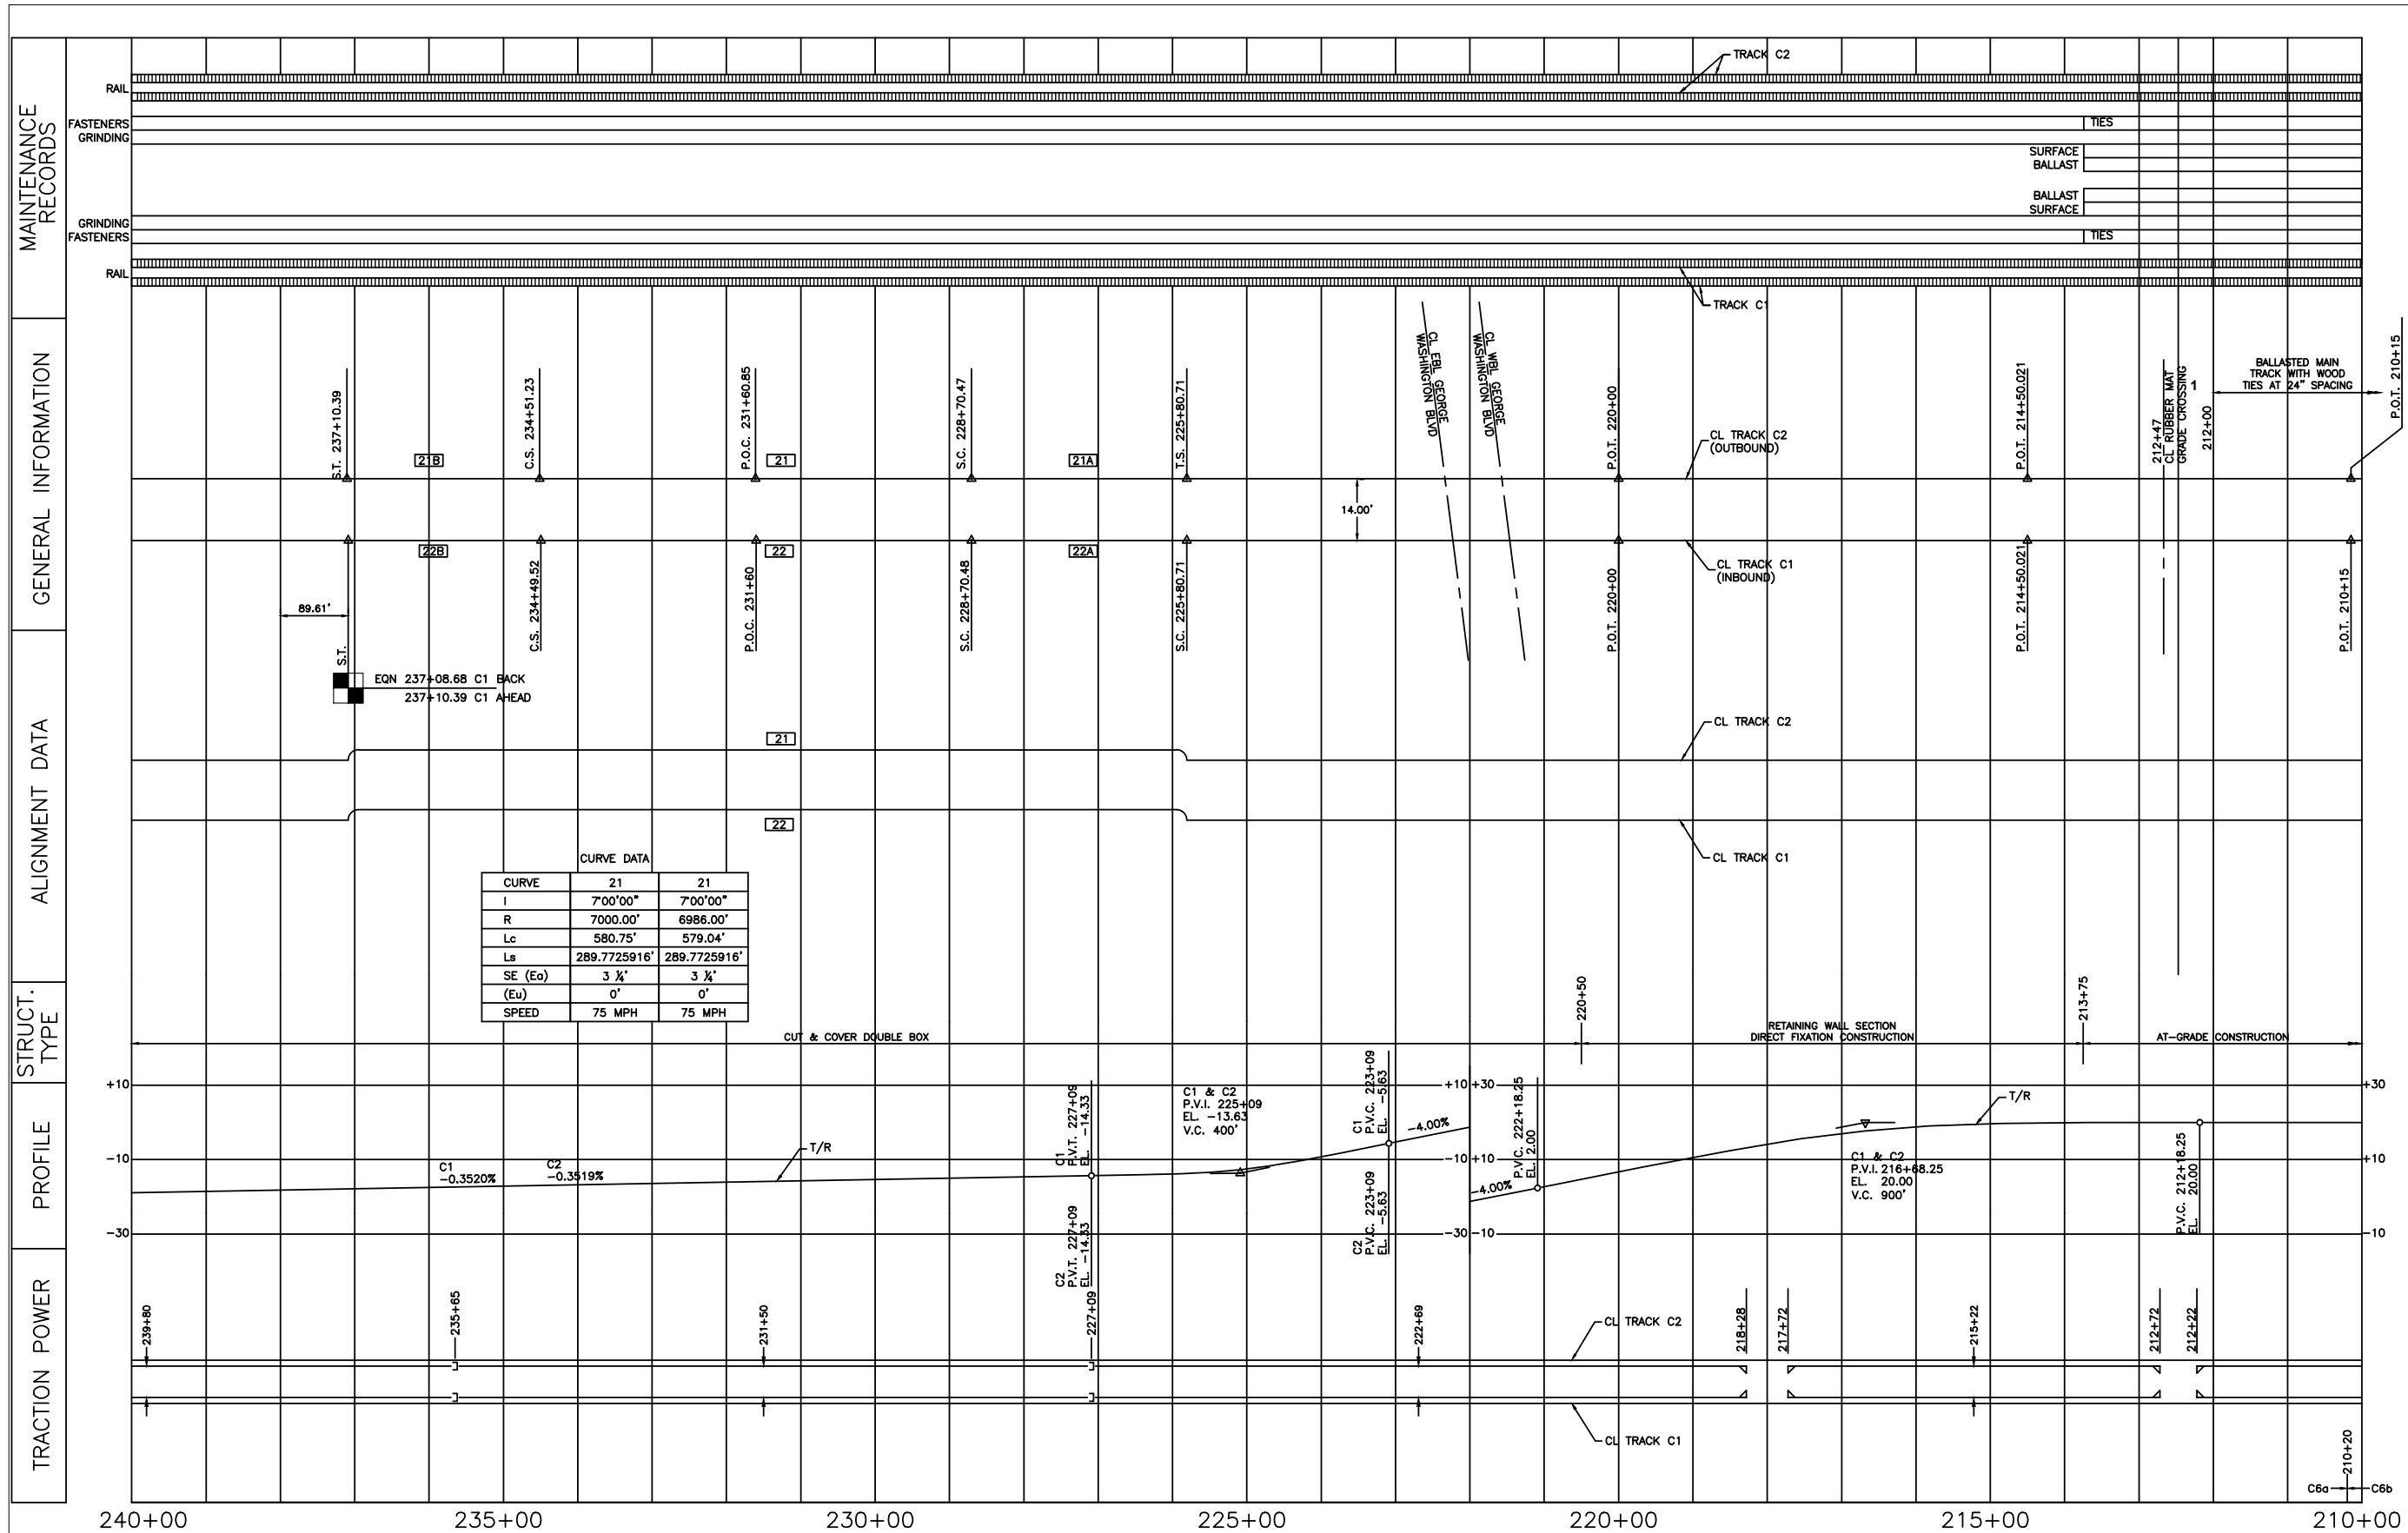 MAINTENANCE
RECORDS
TRACK C2
RAIL
FASTENERS
GRINDING
TIES
SURFACE
BALLAST
BALLAST
SURFACE
GRINDING
FASTENERS
TIES
RAIL
TRACK C1
GENERAL INFORMATION
S.T. 237+10.39
21B
C.S. 234+51.23
P.O.C. 231+60.85
21
S.C. 228+70.47
21A
T.S. 225+80.71
CL EBL GEORGE
WASHINGTON BLVD
CL WBL GEORGE
WASHINGTON BLVD
P.O.T. 220+00
CL TRACK C2
(OUTBOUND)
P.O.T. 214+50.021
212+47
CL RUBBER MAT
GRADE CROSSING
1
212+00
BALLASTED MAIN
TRACK WITH WOOD
TIES AT 24" SPACING
P.O.T. 210+15
14.00'
22B
22
22A
89.61'
S.T.
C.S. 234+49.52
P.O.C. 231+60
S.C. 228+70.48
S.C. 225+80.71
P.O.T. 220+00
CL TRACK C1
(INBOUND)
P.O.T. 214+50.021
P.O.T. 210+15
EQN 237+08.68 C1 BACK
237+10.39 C1 AHEAD
ALIGNMENT DATA
21
CL TRACK C2
22
CL TRACK C1
CURVE DATA
CURVE 21 21
I 7°00'00" 7°00'00"
R 7000.00' 6986.00'
Lc 580.75' 579.04'
Ls 289.7725916' 289.7725916'
SE (Ea) 3 ¼' 3 ¼'
(Eu) 0' 0'
SPEED 75 MPH 75 MPH
STRUCT.
TYPE
CUT & COVER DOUBLE BOX
220+50
RETAINING WALL SECTION
DIRECT FIXATION CONSTRUCTION
213+75
AT-GRADE CONSTRUCTION
PROFILE
+10
-10
-30
C1
-0.3520%
C2
-0.3519%
T/R
C1
P.V.T. 227+09
EL. -14.33
C2
P.V.T. 227+09
EL. -14.33
C1 & C2
P.V.I. 225+09
EL. -13.63
V.C. 400'
C1
P.V.C. 223+09
EL. -5.63
C2
P.V.C. 223+09
EL. -5.63
-4.00%
+10 +30
-10 +10
-30 -10
-4.00%
P.V.C. 222+18.25
EL. 2.00
C1 & C2
P.V.I. 216+68.25
EL. 20.00
V.C. 900'
T/R
P.V.C. 212+18.25
EL. 20.00
+30
+10
-10
TRACTION POWER
239+80
235+65
231+50
227+09
222+69
CL TRACK C2
218+28
217+72
215+22
212+72
212+22
CL TRACK C1
210+20
C6a
C6b
240+00
235+00
230+00
225+00
220+00
215+00
210+00